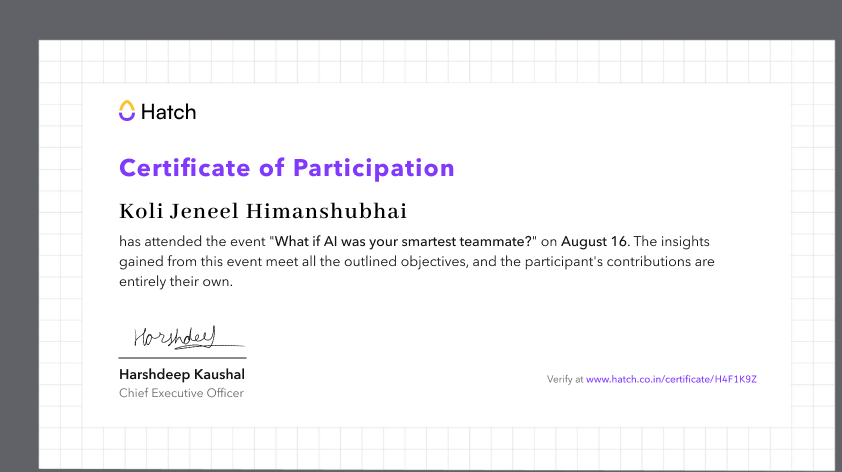 Hatch
Certificate of Participation
Koli Jeneel Himanshubhai
has attended the event "What if AI was your smartest teammate?" on August 16. The insights
gained from this event meet all the outlined objectives, and the participant's contributions are
entirely their own.
Harshdeep
Harshdeep Kaushal
Chief Executive Officer
Verify at www.hatch.co.in/certificate/H4F1K9Z